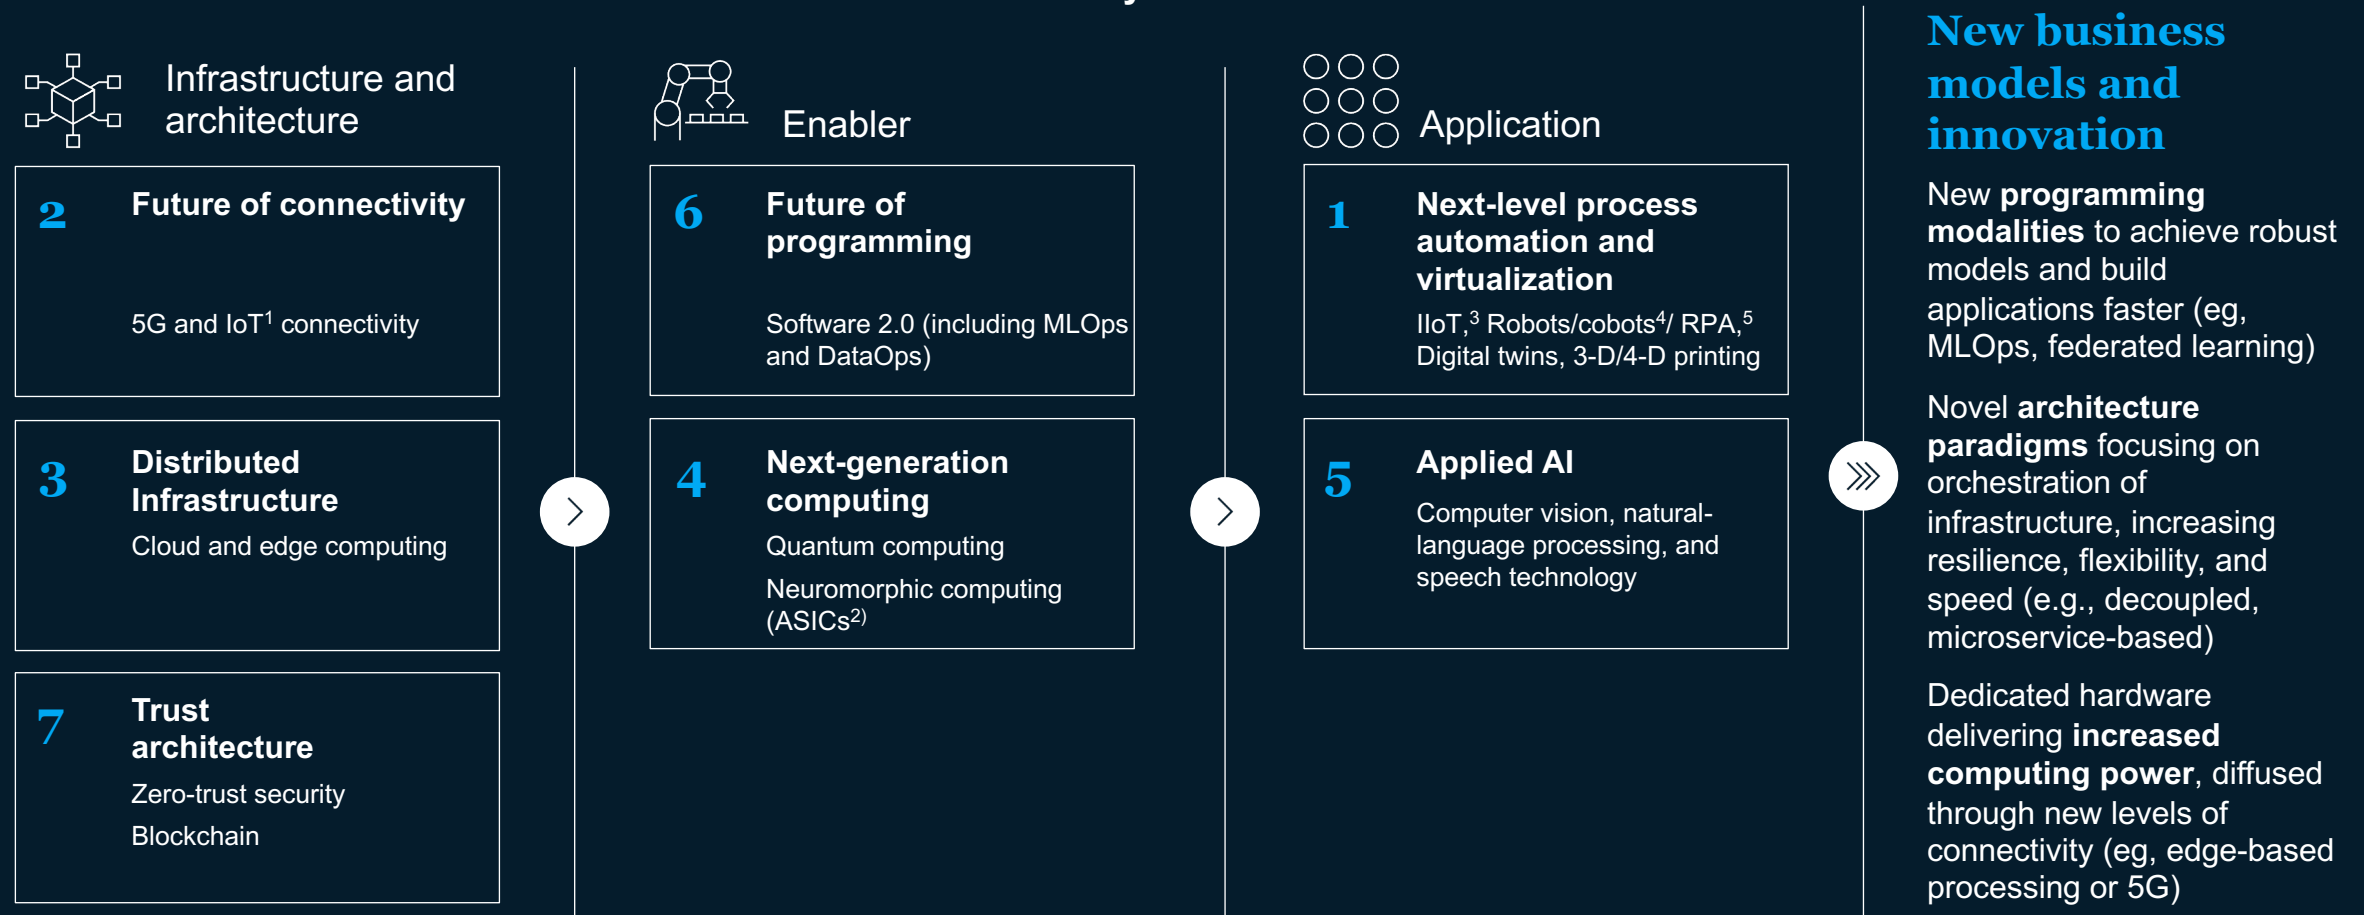 Infrastructure and
architecture
2
Future of connectivity
5G and IoT¹ connectivity
3
Distributed
Infrastructure
Cloud and edge computing
7
Trust
architecture
Zero-trust security
Blockchain
Enabler
6
Future of
programming
Software 2.0 (including MLOps
and DataOps)
4
Next-generation
computing
Quantum computing
Neuromorphic computing
(ASICs²⁾
Application
1
Next-level process
automation and
virtualization
IIoT,³ Robots/cobots⁴/ RPA,⁵
Digital twins, 3-D/4-D printing
5
Applied AI
Computer vision, natural-
language processing, and
speech technology
New business
models and
innovation
New programming
modalities to achieve robust
models and build
applications faster (eg,
MLOps, federated learning)
Novel architecture
paradigms focusing on
orchestration of
infrastructure, increasing
resilience, flexibility, and
speed (e.g., decoupled,
microservice-based)
Dedicated hardware
delivering increased
computing power, diffused
through new levels of
connectivity (eg, edge-based
processing or 5G)